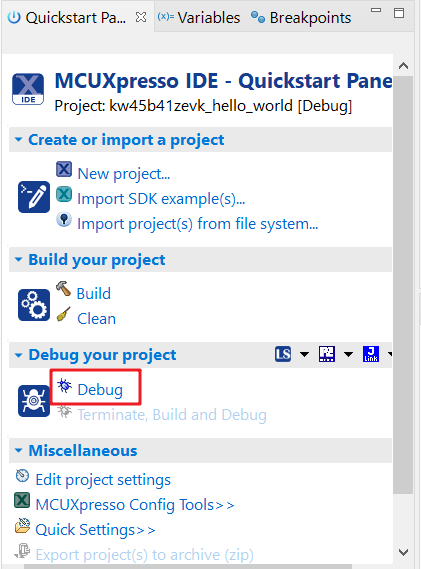 Quickstart Pa... (x)= Variables Breakpoints
IDE
MCUXpresso IDE - Quickstart Pane
Project: kw45b41zevk_hello_world [Debug]
Create or import a project
New project...
Import SDK example(s)...
Import project(s) from file system...
Build your project
Build
Clean
Debug your project LS J Link
Debug
Terminate, Build and Debug
Miscellaneous
Edit project settings
MCUXpresso Config Tools>>
Quick Settings>>
Export project(s) to archive (zip)